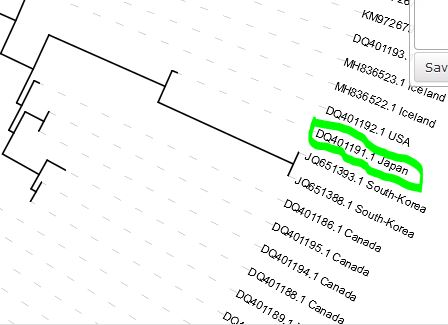 KM97267
DQ401193.
MH836523.1 Iceland
MH836522.1 Iceland
DQ401192.1 USA
DQ401191.1 Japan
JQ651393.1 South-Korea
JQ651388.1 South-Korea
DQ401186.1 Canada
DQ401195.1 Canada
DQ401194.1 Canada
DQ401188.1 Canada
DQ401189.1
Sav